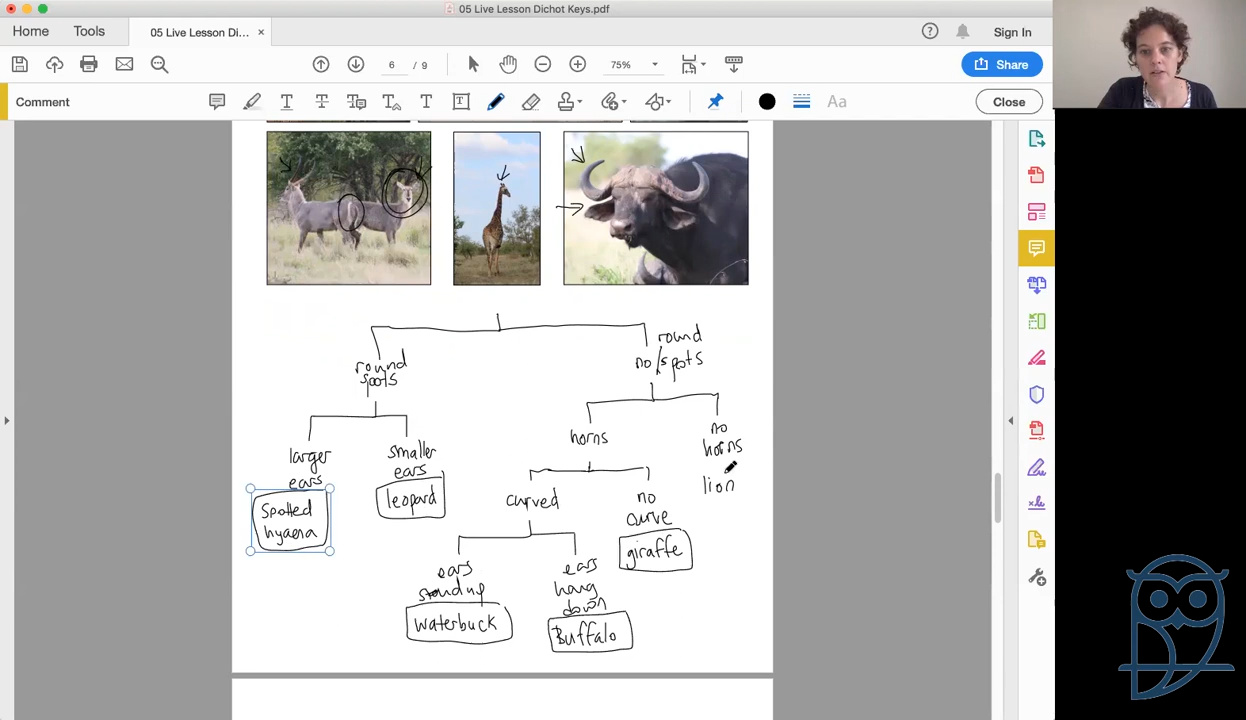 05 Live Lesson Dichot Keys.pdf
Home
Tools
05 Live Lesson Di...
×
?
Sign In
6 / 9
75%
Share
Comment
T
T
T
T
T
Aa
Close
round
spots
round
no / spots
larger
ears
smaller
ears
horns
no
horns
Spotted
hyaena
leopard
curved
no
curve
lion
giraffe
ears
standing
ears
hang
down
waterbuck
Buffalo